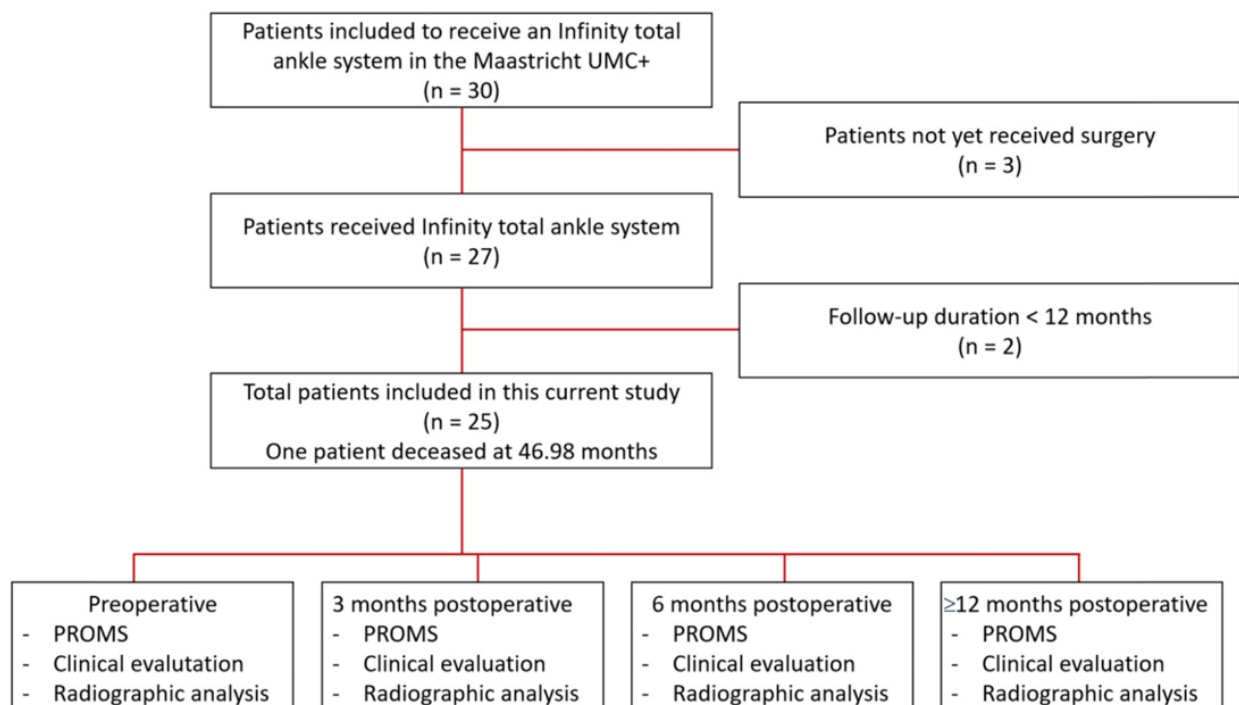 Patients included to receive an Infinity total
ankle system in the Maastricht UMC+
(n = 30)
Patients not yet received surgery
(n = 3)
Patients received Infinity total ankle system
(n = 27)
Follow-up duration < 12 months
(n = 2)
Total patients included in this current study
(n = 25)
One patient deceased at 46.98 months
Preoperative
- PROMS
- Clinical evalutation
- Radiographic analysis
3 months postoperative
- PROMS
- Clinical evaluation
- Radiographic analysis
6 months postoperative
- PROMS
- Clinical evaluation
- Radiographic analysis
≥12 months postoperative
- PROMS
- Clinical evaluation
- Radiographic analysis